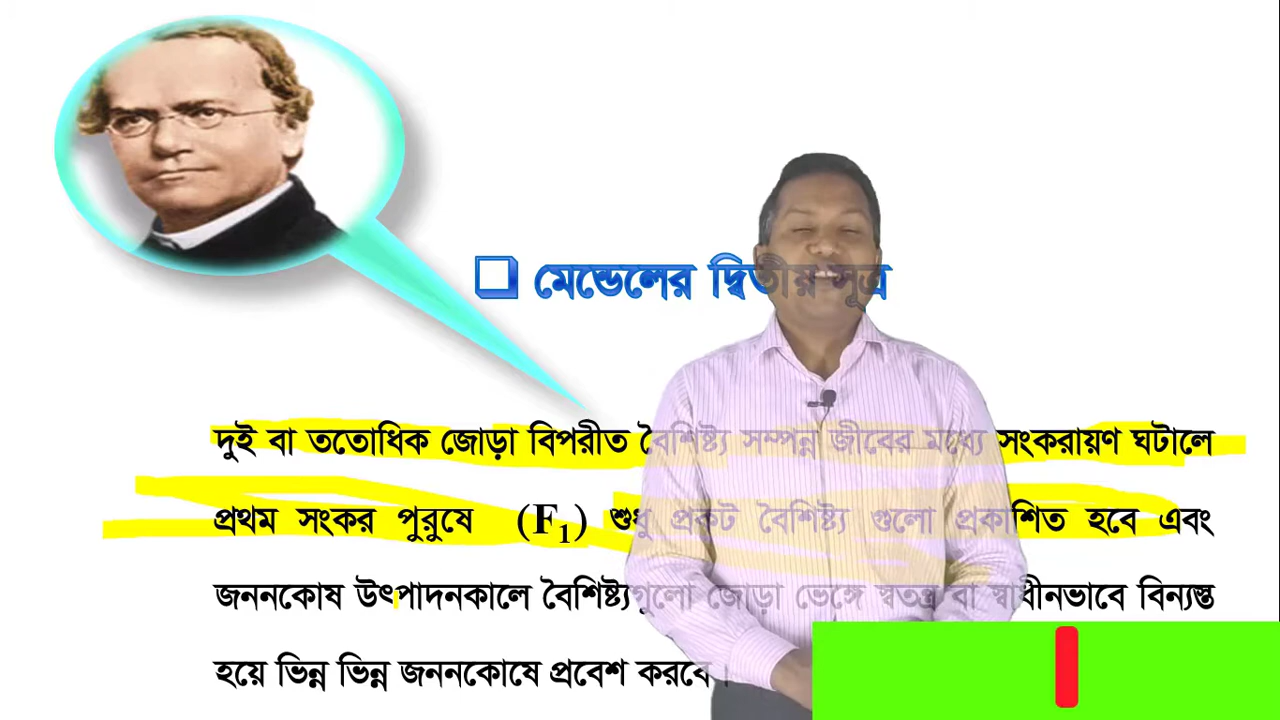 মেন্ডেলের দ্বিতীয় সূত্র
দুই বা ততোধিক জোড়া বিপরীত বৈশিষ্ট্য সম্পন্ন জীবের মধ্যে সংকরায়ণ ঘটালে
প্রথম সংকর পুরুষে (F₁) শুধু প্রকট বৈশিষ্ট্য গুলো প্রকাশিত হবে এবং
জননকোষ উৎপাদনকালে বৈশিষ্ট্যগুলো জোড়া ভেঙ্গে স্বতন্ত্র বা স্বাধীনভাবে বিন্যস্ত
হয়ে ভিন্ন ভিন্ন জননকোষে প্রবেশ করবে।